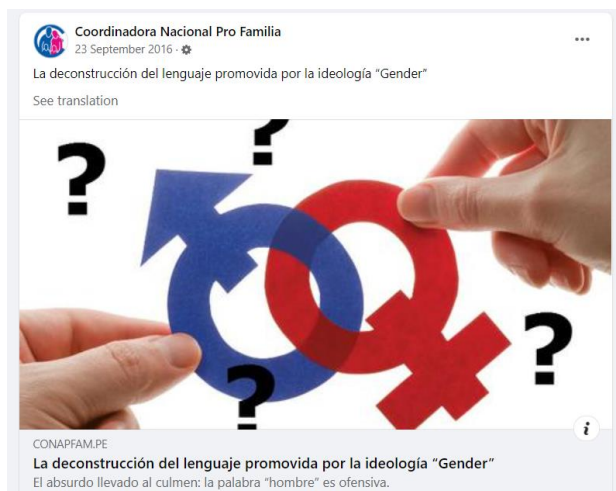 Coordinadora Nacional Pro Familia
23 September 2016 ·
La deconstrucción del lenguaje promovida por la ideología “Gender”
See translation
?
?
?
?
CONAPFAM.PE
La deconstrucción del lenguaje promovida por la ideología “Gender”
El absurdo llevado al culmen: la palabra “hombre” es ofensiva.